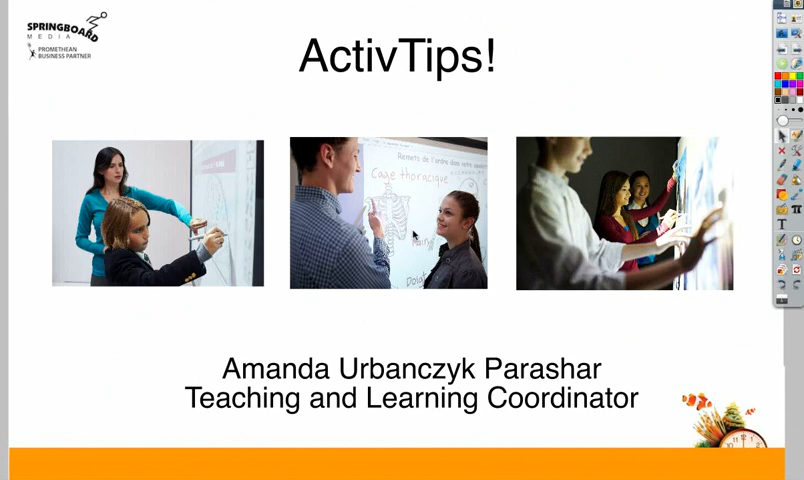 SPRINGBOARD
MEDIA
PROMETHEAN
BUSINESS PARTNER
ActivTips!
Cage thoracique
Amanda Urbanczyk Parashar
Teaching and Learning Coordinator